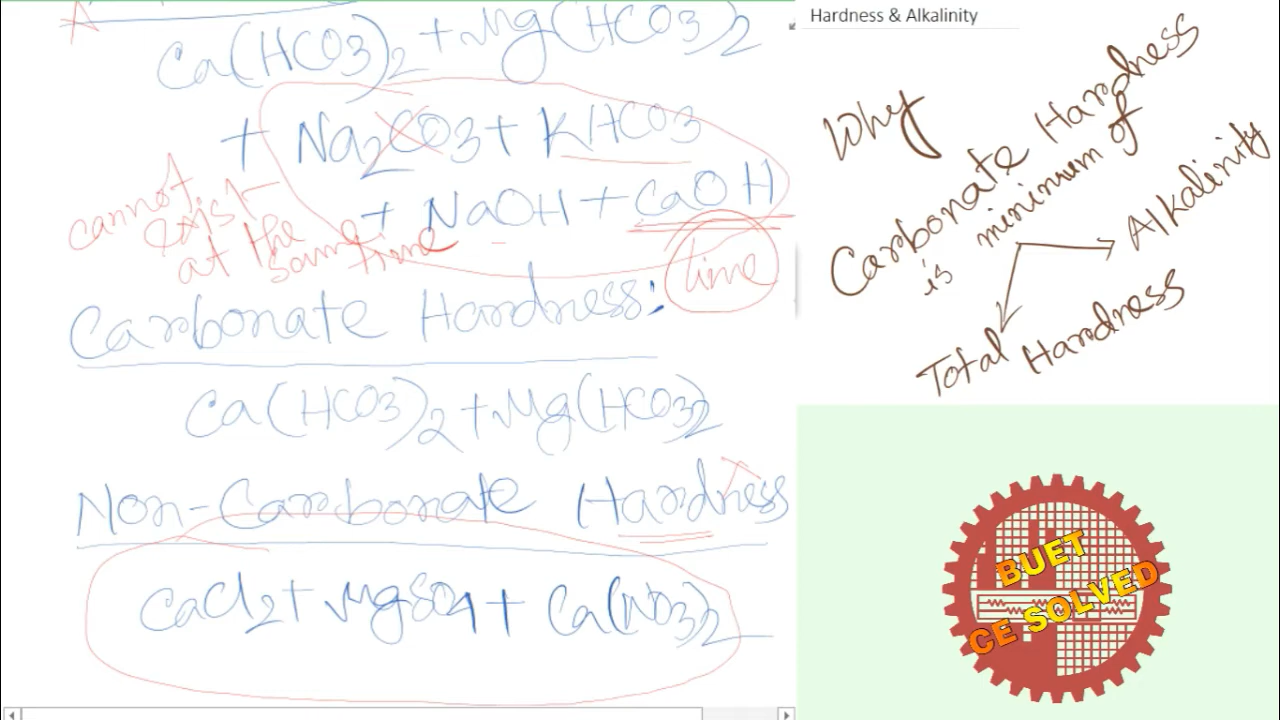 Ca(HCO3)2 + Mg(HCO3)2
+ Na2CO3 + KHCO3
+ NaOH + CaOH
cannot exist
at the same time
time
Carbonate Hardness:
Ca(HCO3)2 + Mg(HCO3)2
Non-Carbonate Hardness
CaCl2 + MgSO4 + Ca(NO3)2
Hardness & Alkalinity
Why
Carbonate Hardness
is minimum of
Alkalinity
Total Hardness
BUET
CE SOLVED